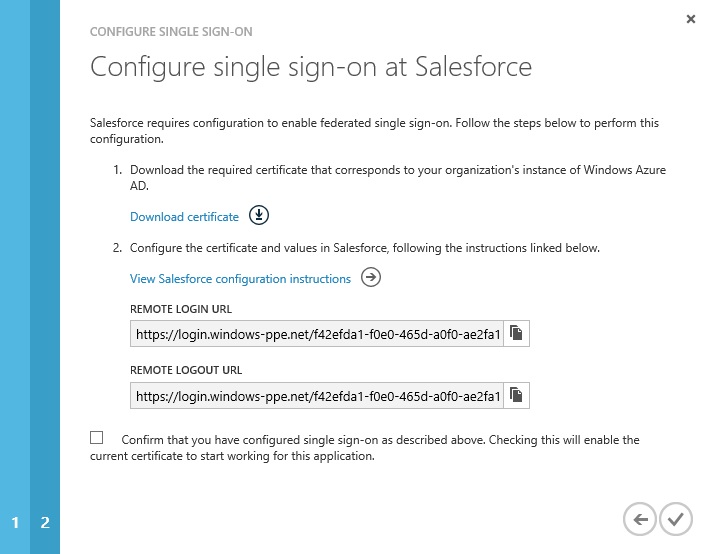 CONFIGURE SINGLE SIGN-ON
Configure single sign-on at Salesforce
Salesforce requires configuration to enable federated single sign-on. Follow the steps below to perform this
configuration.
1. Download the required certificate that corresponds to your organization's instance of Windows Azure
AD.
Download certificate
2. Configure the certificate and values in Salesforce, following the instructions linked below.
View Salesforce configuration instructions
REMOTE LOGIN URL
https://login.windows-ppe.net/f42efda1-f0e0-465d-a0f0-ae2fa1
REMOTE LOGOUT URL
https://login.windows-ppe.net/f42efda1-f0e0-465d-a0f0-ae2fa1
Confirm that you have configured single sign-on as described above. Checking this will enable the
current certificate to start working for this application.
1 2